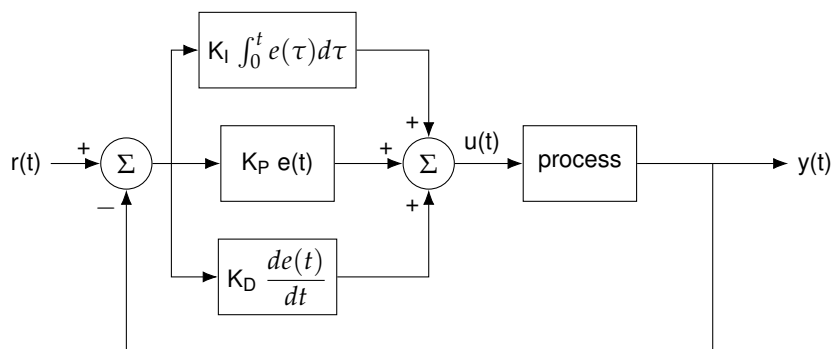 K_I ∫_0^t e(τ)dτ
+
r(t)
+
Σ
K_P e(t)
+
Σ
u(t)
process
y(t)
−
+
K_D de(t)/dt